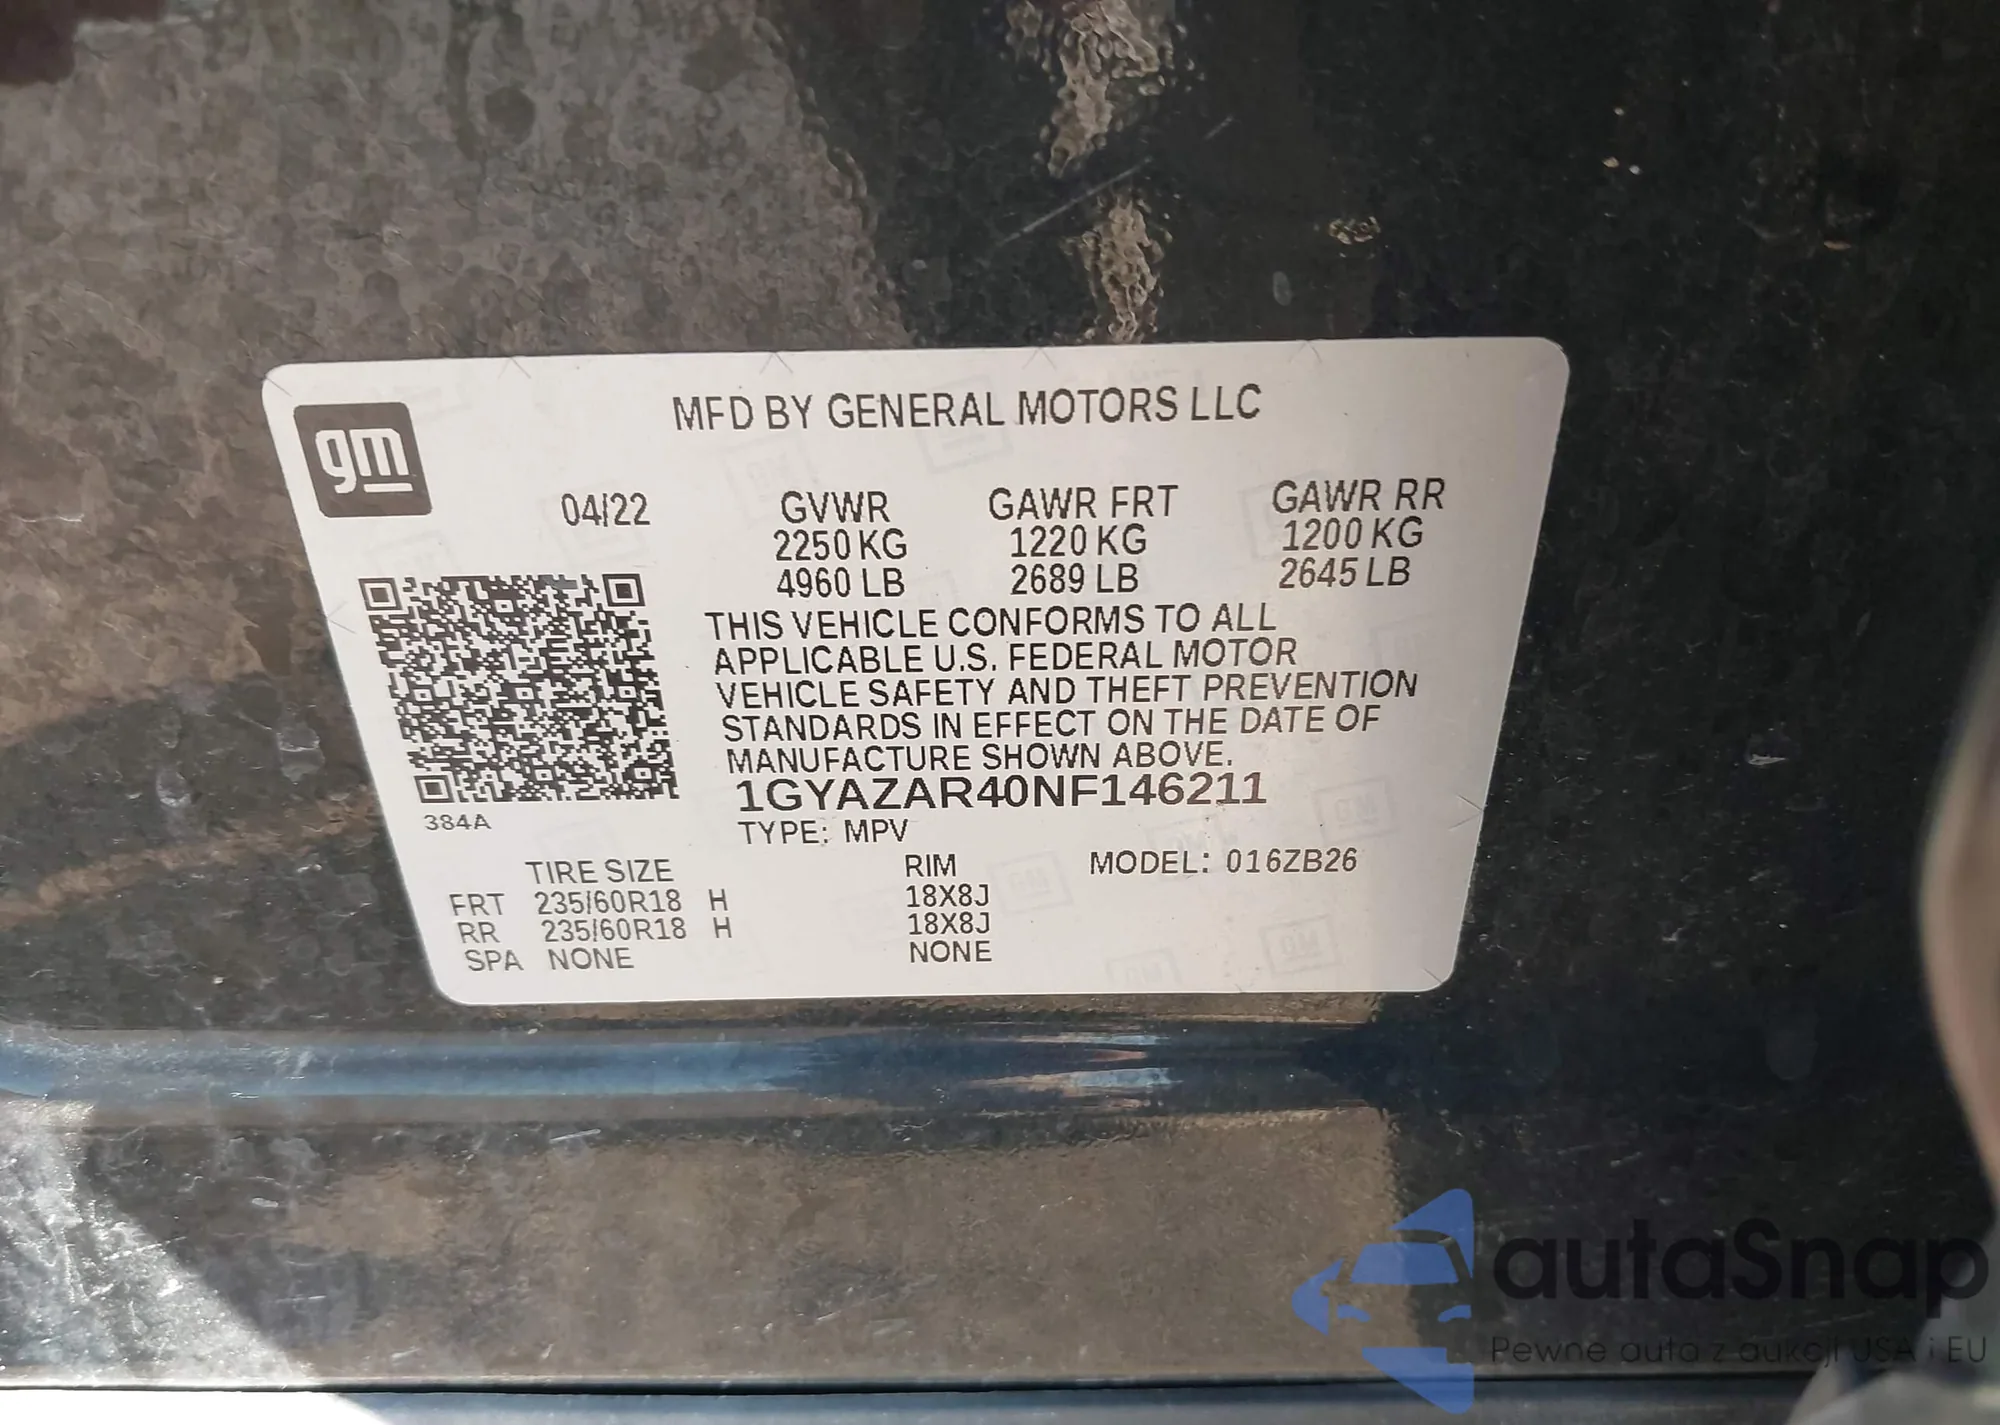 gm
MFD BY GENERAL MOTORS LLC
04/22 GVWR GAWR FRT GAWR RR
2250 KG 1220 KG 1200 KG
4960 LB 2689 LB 2645 LB
THIS VEHICLE CONFORMS TO ALL
APPLICABLE U.S. FEDERAL MOTOR
VEHICLE SAFETY AND THEFT PREVENTION
STANDARDS IN EFFECT ON THE DATE OF
MANUFACTURE SHOWN ABOVE.
1GYAZAR40NF146211
384A
TYPE: MPV
TIRE SIZE RIM MODEL: 016ZB26
FRT 235/60R18 H 18X8J
RR 235/60R18 H 18X8J
SPA NONE NONE
autaSnap
Pewne auta z aukcji USA i EU